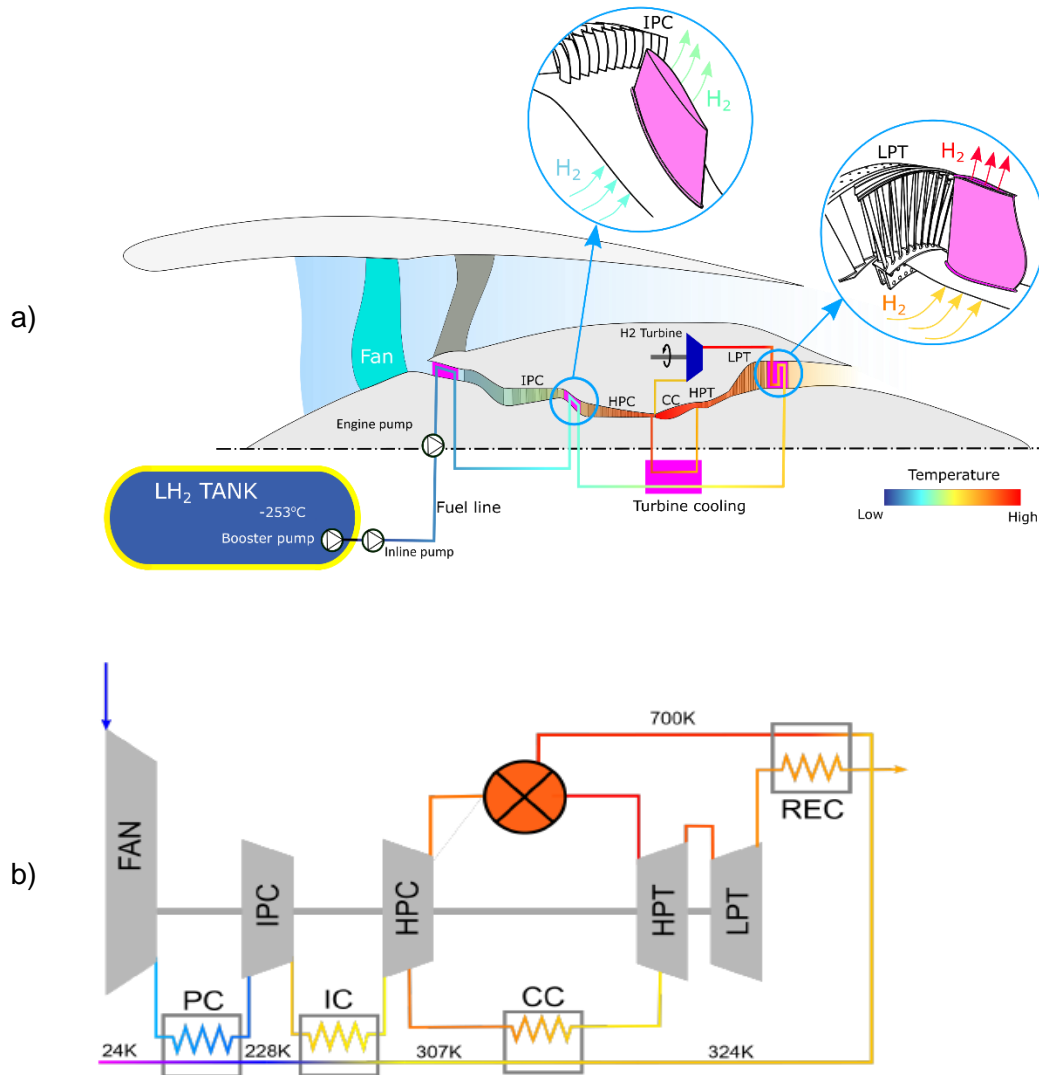 IPC
H₂
H₂
LPT
H₂
H₂
a)
Fan
H2 Turbine
LPT
IPC
HPC
CC
HPT
Engine pump
LH₂ TANK
-253°C
Booster pump
Inline pump
Fuel line
Turbine cooling
Temperature
Low
High
b)
700K
REC
FAN
IPC
HPC
HPT
LPT
PC
IC
CC
24K
228K
307K
324K